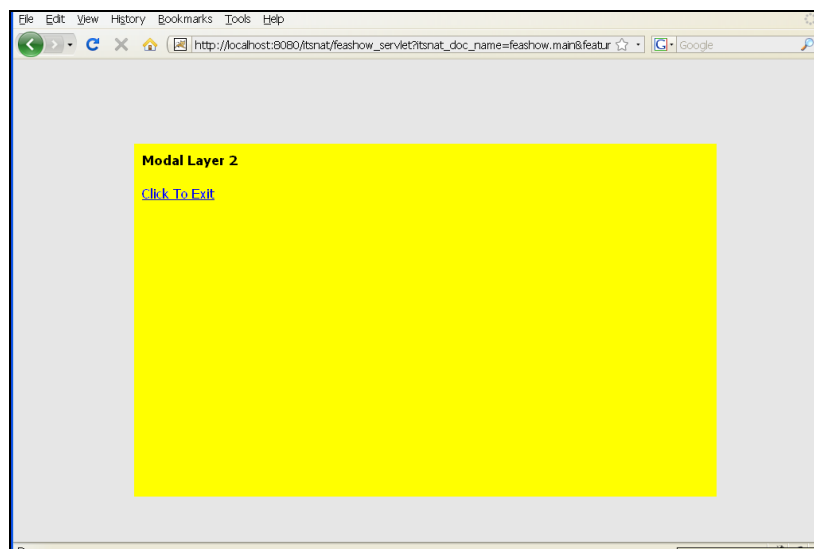 File Edit View History Bookmarks Tools Help
http://localhost:8080/itsnat/feashow_servlet?itsnat_doc_name=feashow.main&featur
G Google
Modal Layer 2
Click To Exit